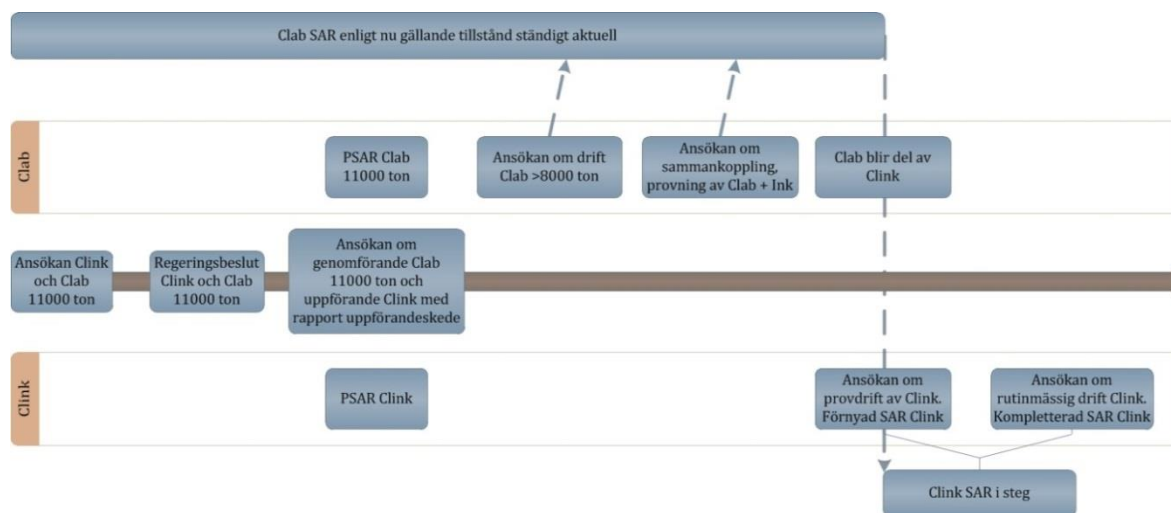 Clab SAR enligt nu gällande tillstånd ständigt aktuell
Clab
PSAR Clab
11000 ton
Ansökan om drift
Clab >8000 ton
Ansökan om
sammankoppling,
provning av Clab + Ink
Clab blir del av
Clink
Ansökan Clink
och Clab
11000 ton
Regeringsbeslut
Clink och Clab
11000 ton
Ansökan om
genomförande Clab
11000 ton och
uppförande Clink med
rapport uppförandeskede
Clink
PSAR Clink
Ansökan om
provdrift av Clink.
Förnyad SAR Clink
Ansökan om
rutinmässig drift Clink.
Kompletterad SAR Clink
Clink SAR i steg